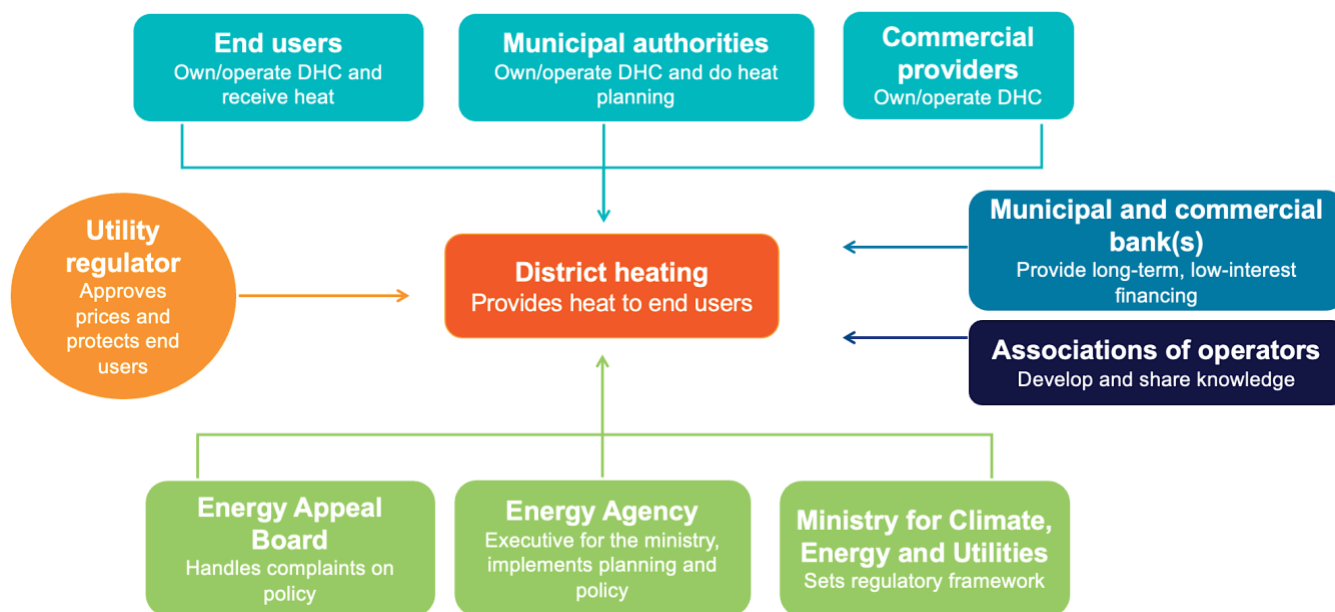 End users
Own/operate DHC and
receive heat
Municipal authorities
Own/operate DHC and do heat
planning
Commercial
providers
Own/operate DHC
Utility
regulator
Approves
prices and
protects end
users
District heating
Provides heat to end users
Municipal and commercial
bank(s)
Provide long-term, low-interest
financing
Associations of operators
Develop and share knowledge
Energy Appeal
Board
Handles complaints on
policy
Energy Agency
Executive for the ministry,
implements planning and
policy
Ministry for Climate,
Energy and Utilities
Sets regulatory framework